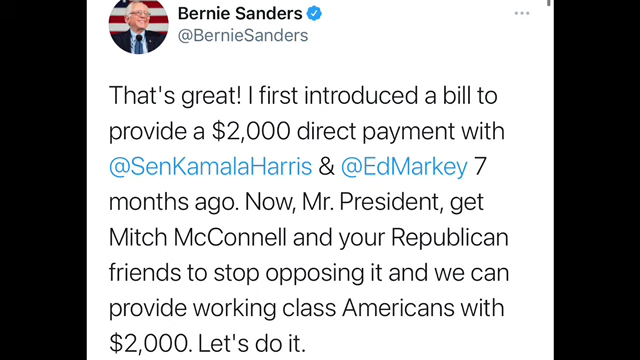 Bernie Sanders
@BernieSanders
That's great! I first introduced a bill to
provide a $2,000 direct payment with
@SenKamalaHarris & @EdMarkey 7
months ago. Now, Mr. President, get
Mitch McConnell and your Republican
friends to stop opposing it and we can
provide working class Americans with
$2,000. Let's do it.